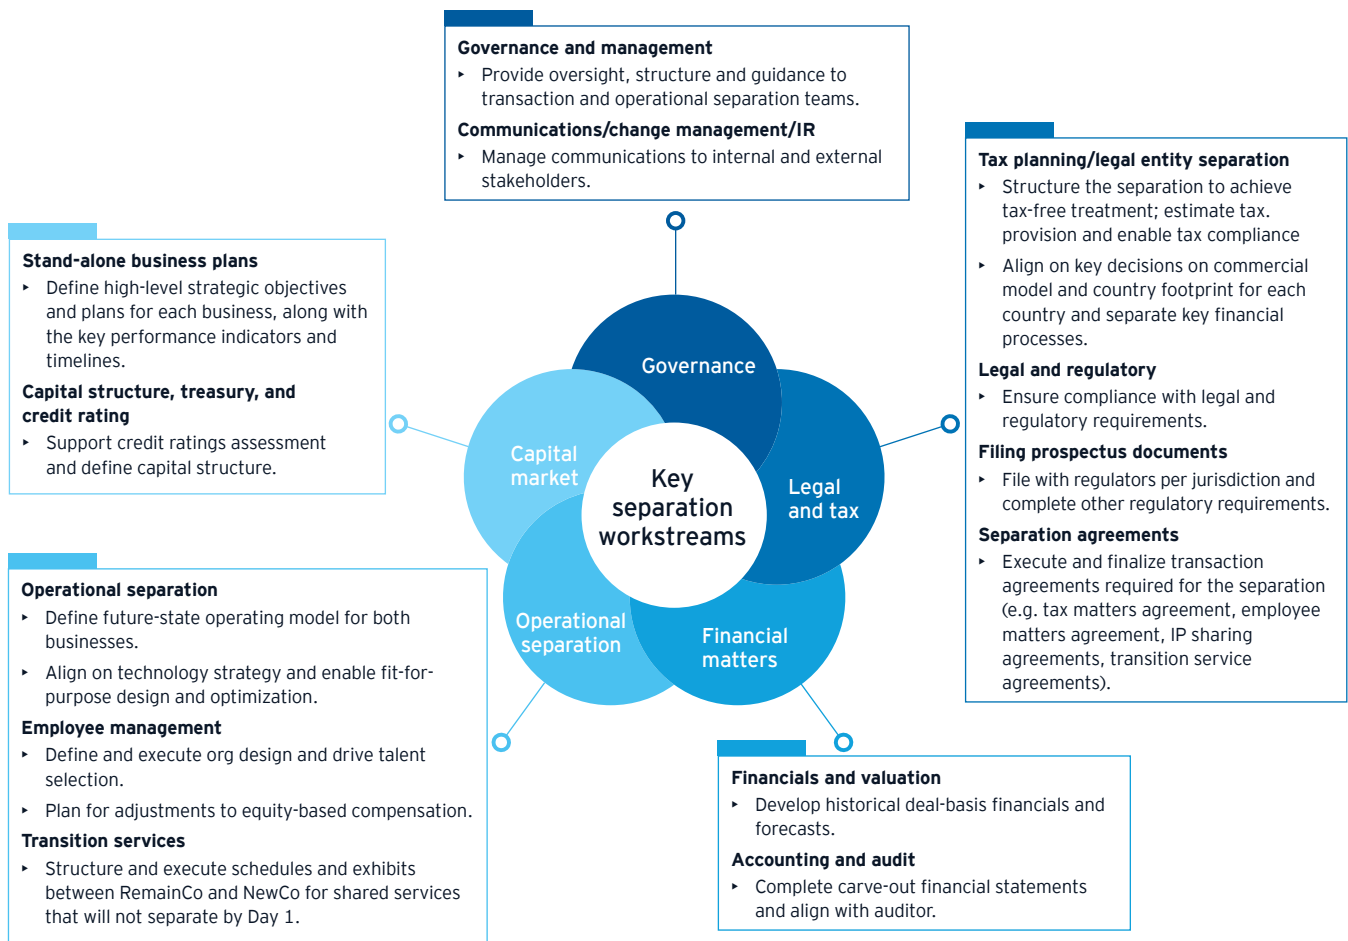 Governance and management
‣ Provide oversight, structure and guidance to
transaction and operational separation teams.
Communications/change management/IR
‣ Manage communications to internal and external
stakeholders.
Tax planning/legal entity separation
‣ Structure the separation to achieve
tax-free treatment; estimate tax.
provision and enable tax compliance
‣ Align on key decisions on commercial
model and country footprint for each
country and separate key financial
processes.
Legal and regulatory
‣ Ensure compliance with legal and
regulatory requirements.
Filing prospectus documents
‣ File with regulators per jurisdiction and
complete other regulatory requirements.
Separation agreements
‣ Execute and finalize transaction
agreements required for the separation
(e.g. tax matters agreement, employee
matters agreement, IP sharing
agreements, transition service
agreements).
Stand-alone business plans
‣ Define high-level strategic objectives
and plans for each business, along with
the key performance indicators and
timelines.
Capital structure, treasury, and
credit rating
‣ Support credit ratings assessment
and define capital structure.
Governance
Capital
market
Key
separation
workstreams
Legal
and tax
Operational
separation
Financial
matters
Operational separation
‣ Define future-state operating model for both
businesses.
‣ Align on technology strategy and enable fit-for-
purpose design and optimization.
Employee management
‣ Define and execute org design and drive talent
selection.
‣ Plan for adjustments to equity-based compensation.
Transition services
‣ Structure and execute schedules and exhibits
between RemainCo and NewCo for shared services
that will not separate by Day 1.
Financials and valuation
‣ Develop historical deal-basis financials and
forecasts.
Accounting and audit
‣ Complete carve-out financial statements
and align with auditor.